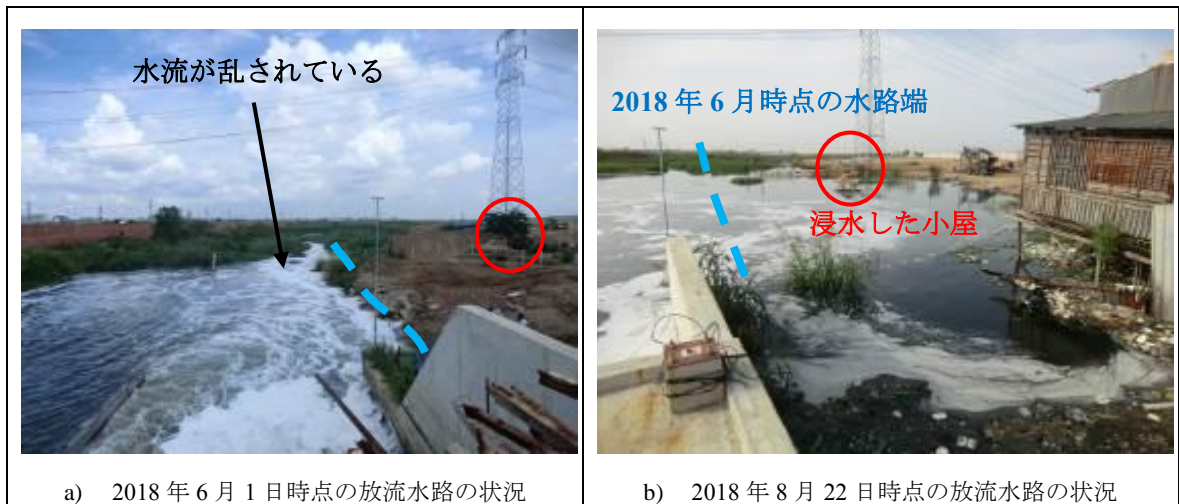 水流が乱されている
2018 年 6 月時点の水路端
浸水した小屋
a) 2018 年 6 月 1 日時点の放流水路の状況
b) 2018 年 8 月 22 日時点の放流水路の状況